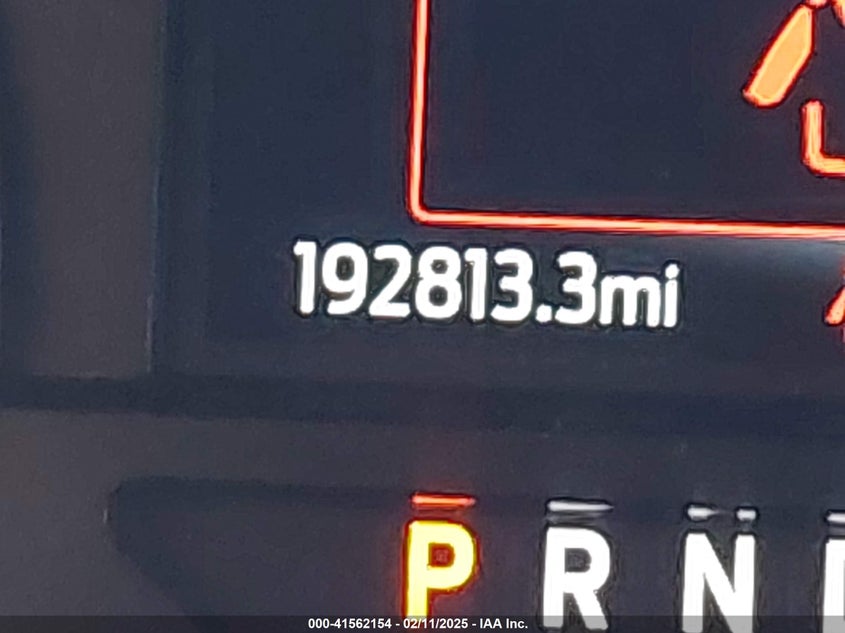 192813.3mi
P R N
000-41562154 - 02/11/2025 - IAA Inc.